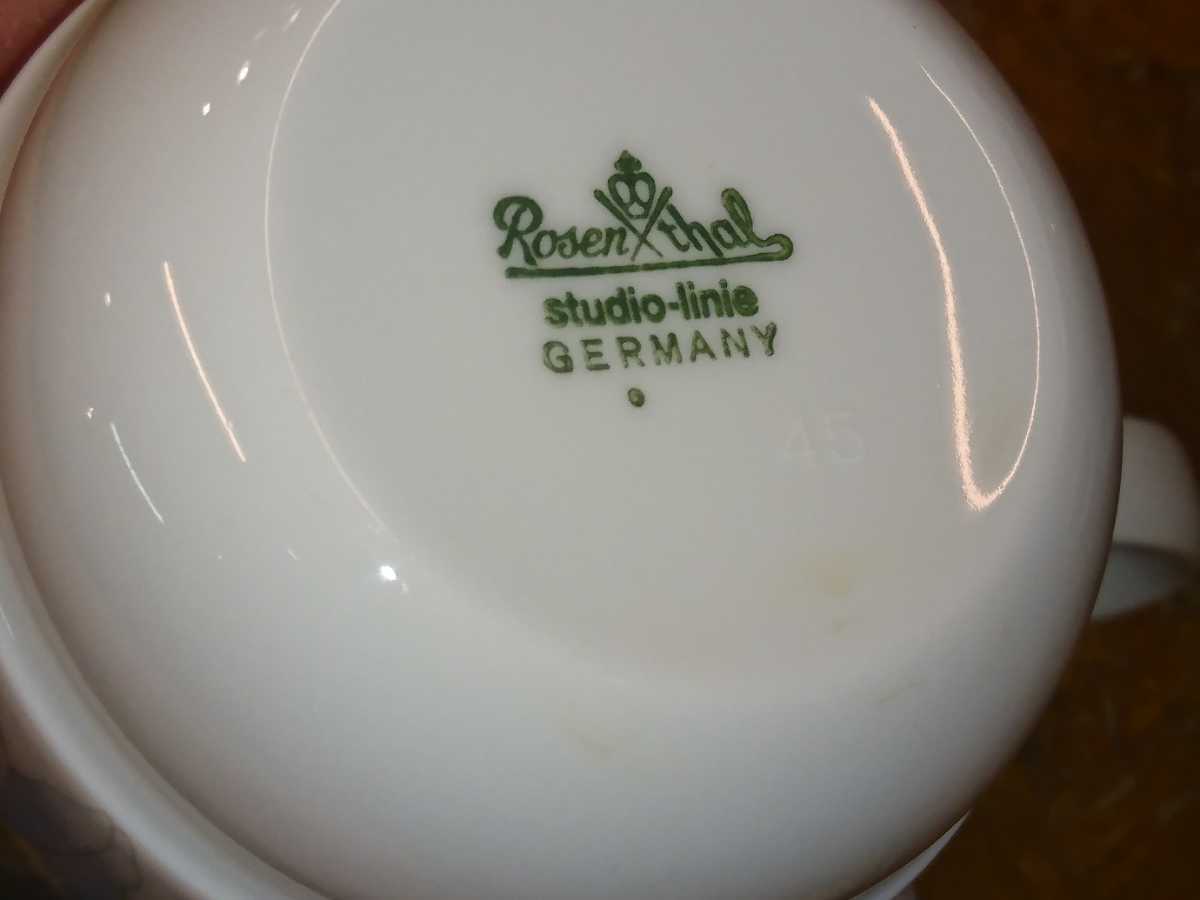 Rosenthal
studio-linie
GERMANY
45